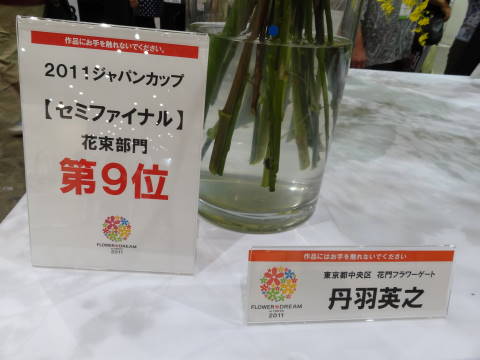 作品にお手を触れないでください。
2011ジャパンカップ
【セミファイナル】
花束部門
第9位
FLOWER DREAM
2011
作品にはお手を触れないでください
東京都中央区 花門フラワーゲート
丹羽英之
FLOWER DREAM
2011